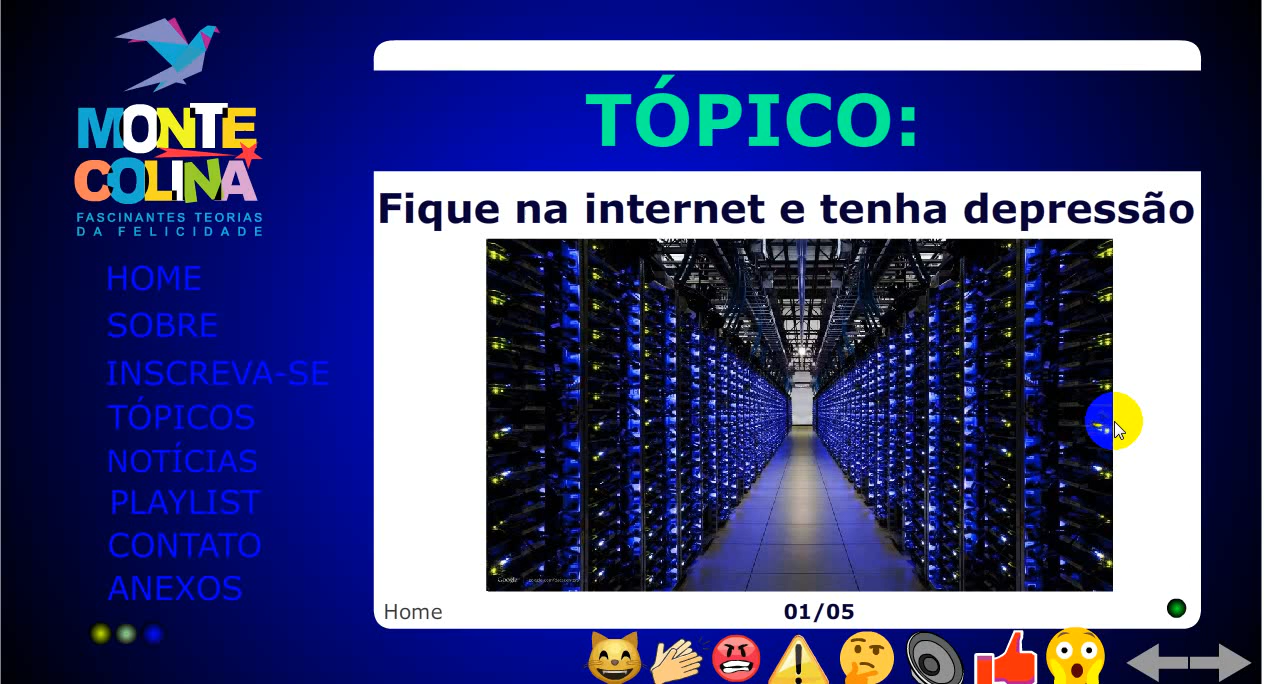 MONTE
COLINA
FASCINANTES TEORIAS
DA FELICIDADE
HOME
SOBRE
INSCREVA-SE
TÓPICOS
NOTÍCIAS
PLAYLIST
CONTATO
ANEXOS
TÓPICO:
Fique na internet e tenha depressão
Google
Home
01/05